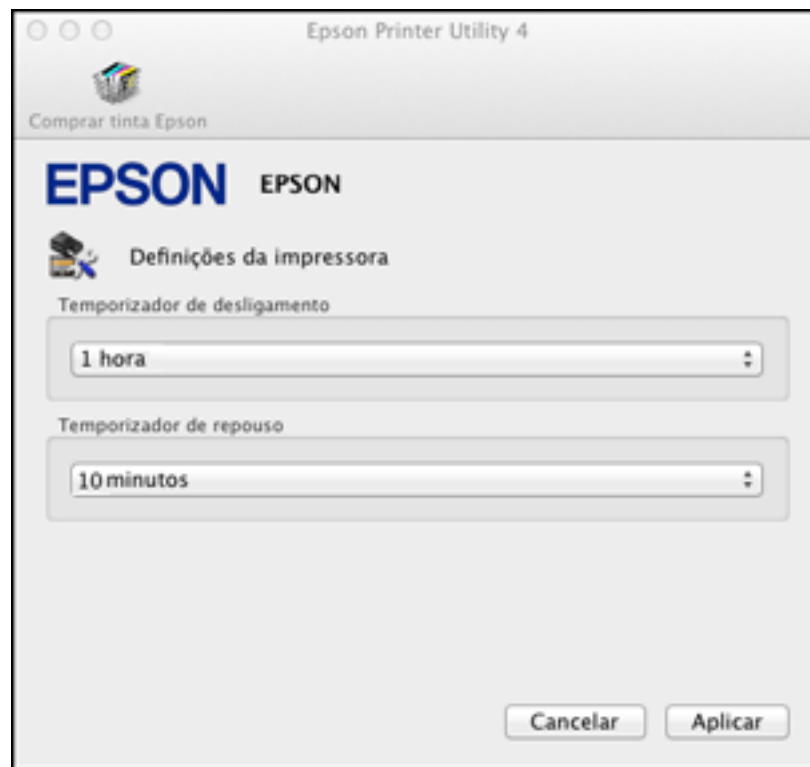 Epson Printer Utility 4
Comprar tinta Epson
EPSON EPSON
Definições da impressora
Temporizador de desligamento
1 hora
Temporizador de repouso
10 minutos
Cancelar Aplicar